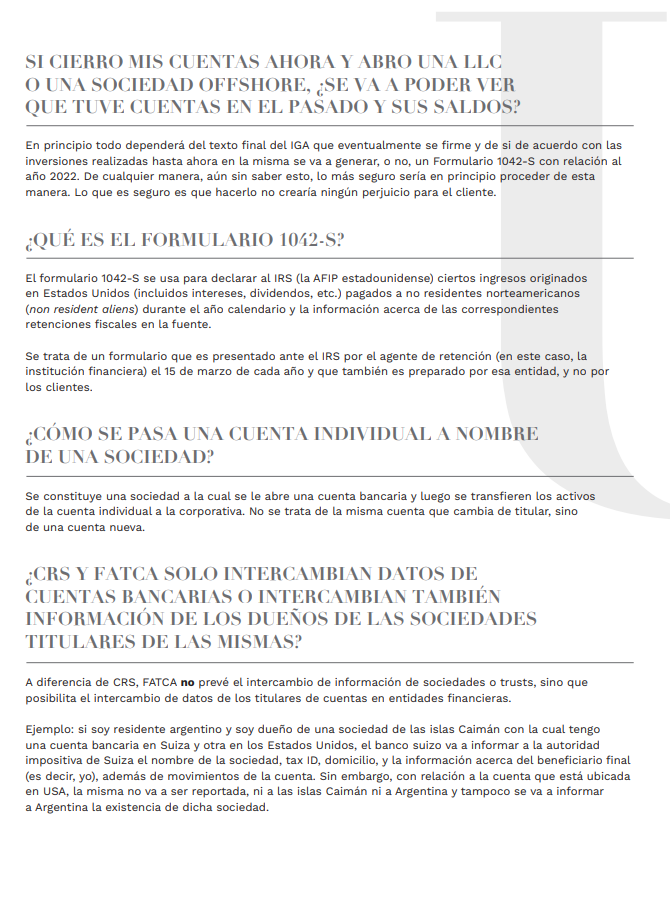 SI CIERRO MIS CUENTAS AHORA Y ABRO UNA LLC
O UNA SOCIEDAD OFFSHORE, ¿SE VA A PODER VER
QUE TUVE CUENTAS EN EL PASADO Y SUS SALDOS?
En principio todo dependerá del texto final del IGA que eventualmente se firme y de si de acuerdo con las
inversiones realizadas hasta ahora en la misma se va a generar, o no, un Formulario 1042-S con relación al
año 2022. De cualquier manera, aún sin saber esto, lo más seguro sería en principio proceder de esta
manera. Lo que es seguro es que hacerlo no crearía ningún perjuicio para el cliente.
¿QUÉ ES EL FORMULARIO 1042-S?
El formulario 1042-S se usa para declarar al IRS (la AFIP estadounidense) ciertos ingresos originados
en Estados Unidos (incluidos intereses, dividendos, etc.) pagados a no residentes norteamericanos
(non resident aliens) durante el año calendario y la información acerca de las correspondientes
retenciones fiscales en la fuente.
Se trata de un formulario que es presentado ante el IRS por el agente de retención (en este caso, la
institución financiera) el 15 de marzo de cada año y que también es preparado por esa entidad, y no por
los clientes.
¿CÓMO SE PASA UNA CUENTA INDIVIDUAL A NOMBRE
DE UNA SOCIEDAD?
Se constituye una sociedad a la cual se le abre una cuenta bancaria y luego se transfieren los activos
de la cuenta individual a la corporativa. No se trata de la misma cuenta que cambia de titular, sino
de una cuenta nueva.
¿CRS Y FATCA SOLO INTERCAMBIAN DATOS DE
CUENTAS BANCARIAS O INTERCAMBIAN TAMBIÉN
INFORMACIÓN DE LOS DUEÑOS DE LAS SOCIEDADES
TITULARES DE LAS MISMAS?
A diferencia de CRS, FATCA no prevé el intercambio de información de sociedades o trusts, sino que
posibilita el intercambio de datos de los titulares de cuentas en entidades financieras.
Ejemplo: si soy residente argentino y soy dueño de una sociedad de las islas Caimán con la cual tengo
una cuenta bancaria en Suiza y otra en los Estados Unidos, el banco suizo va a informar a la autoridad
impositiva de Suiza el nombre de la sociedad, tax ID, domicilio, y la información acerca del beneficiario final
(es decir, yo), además de movimientos de la cuenta. Sin embargo, con relación a la cuenta que está ubicada
en USA, la misma no va a ser reportada, ni a las islas Caimán ni a Argentina y tampoco se va a informar
a Argentina la existencia de dicha sociedad.